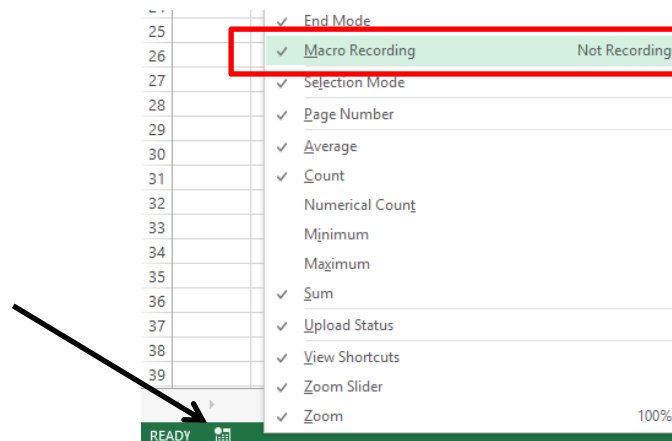 25
26
27
28
29
30
31
32
33
34
35
36
37
38
39
End Mode
Macro Recording Not Recording
Selection Mode
Page Number
Average
Count
Numerical Count
Minimum
Maximum
Sum
Upload Status
View Shortcuts
Zoom Slider
Zoom 100%
READY